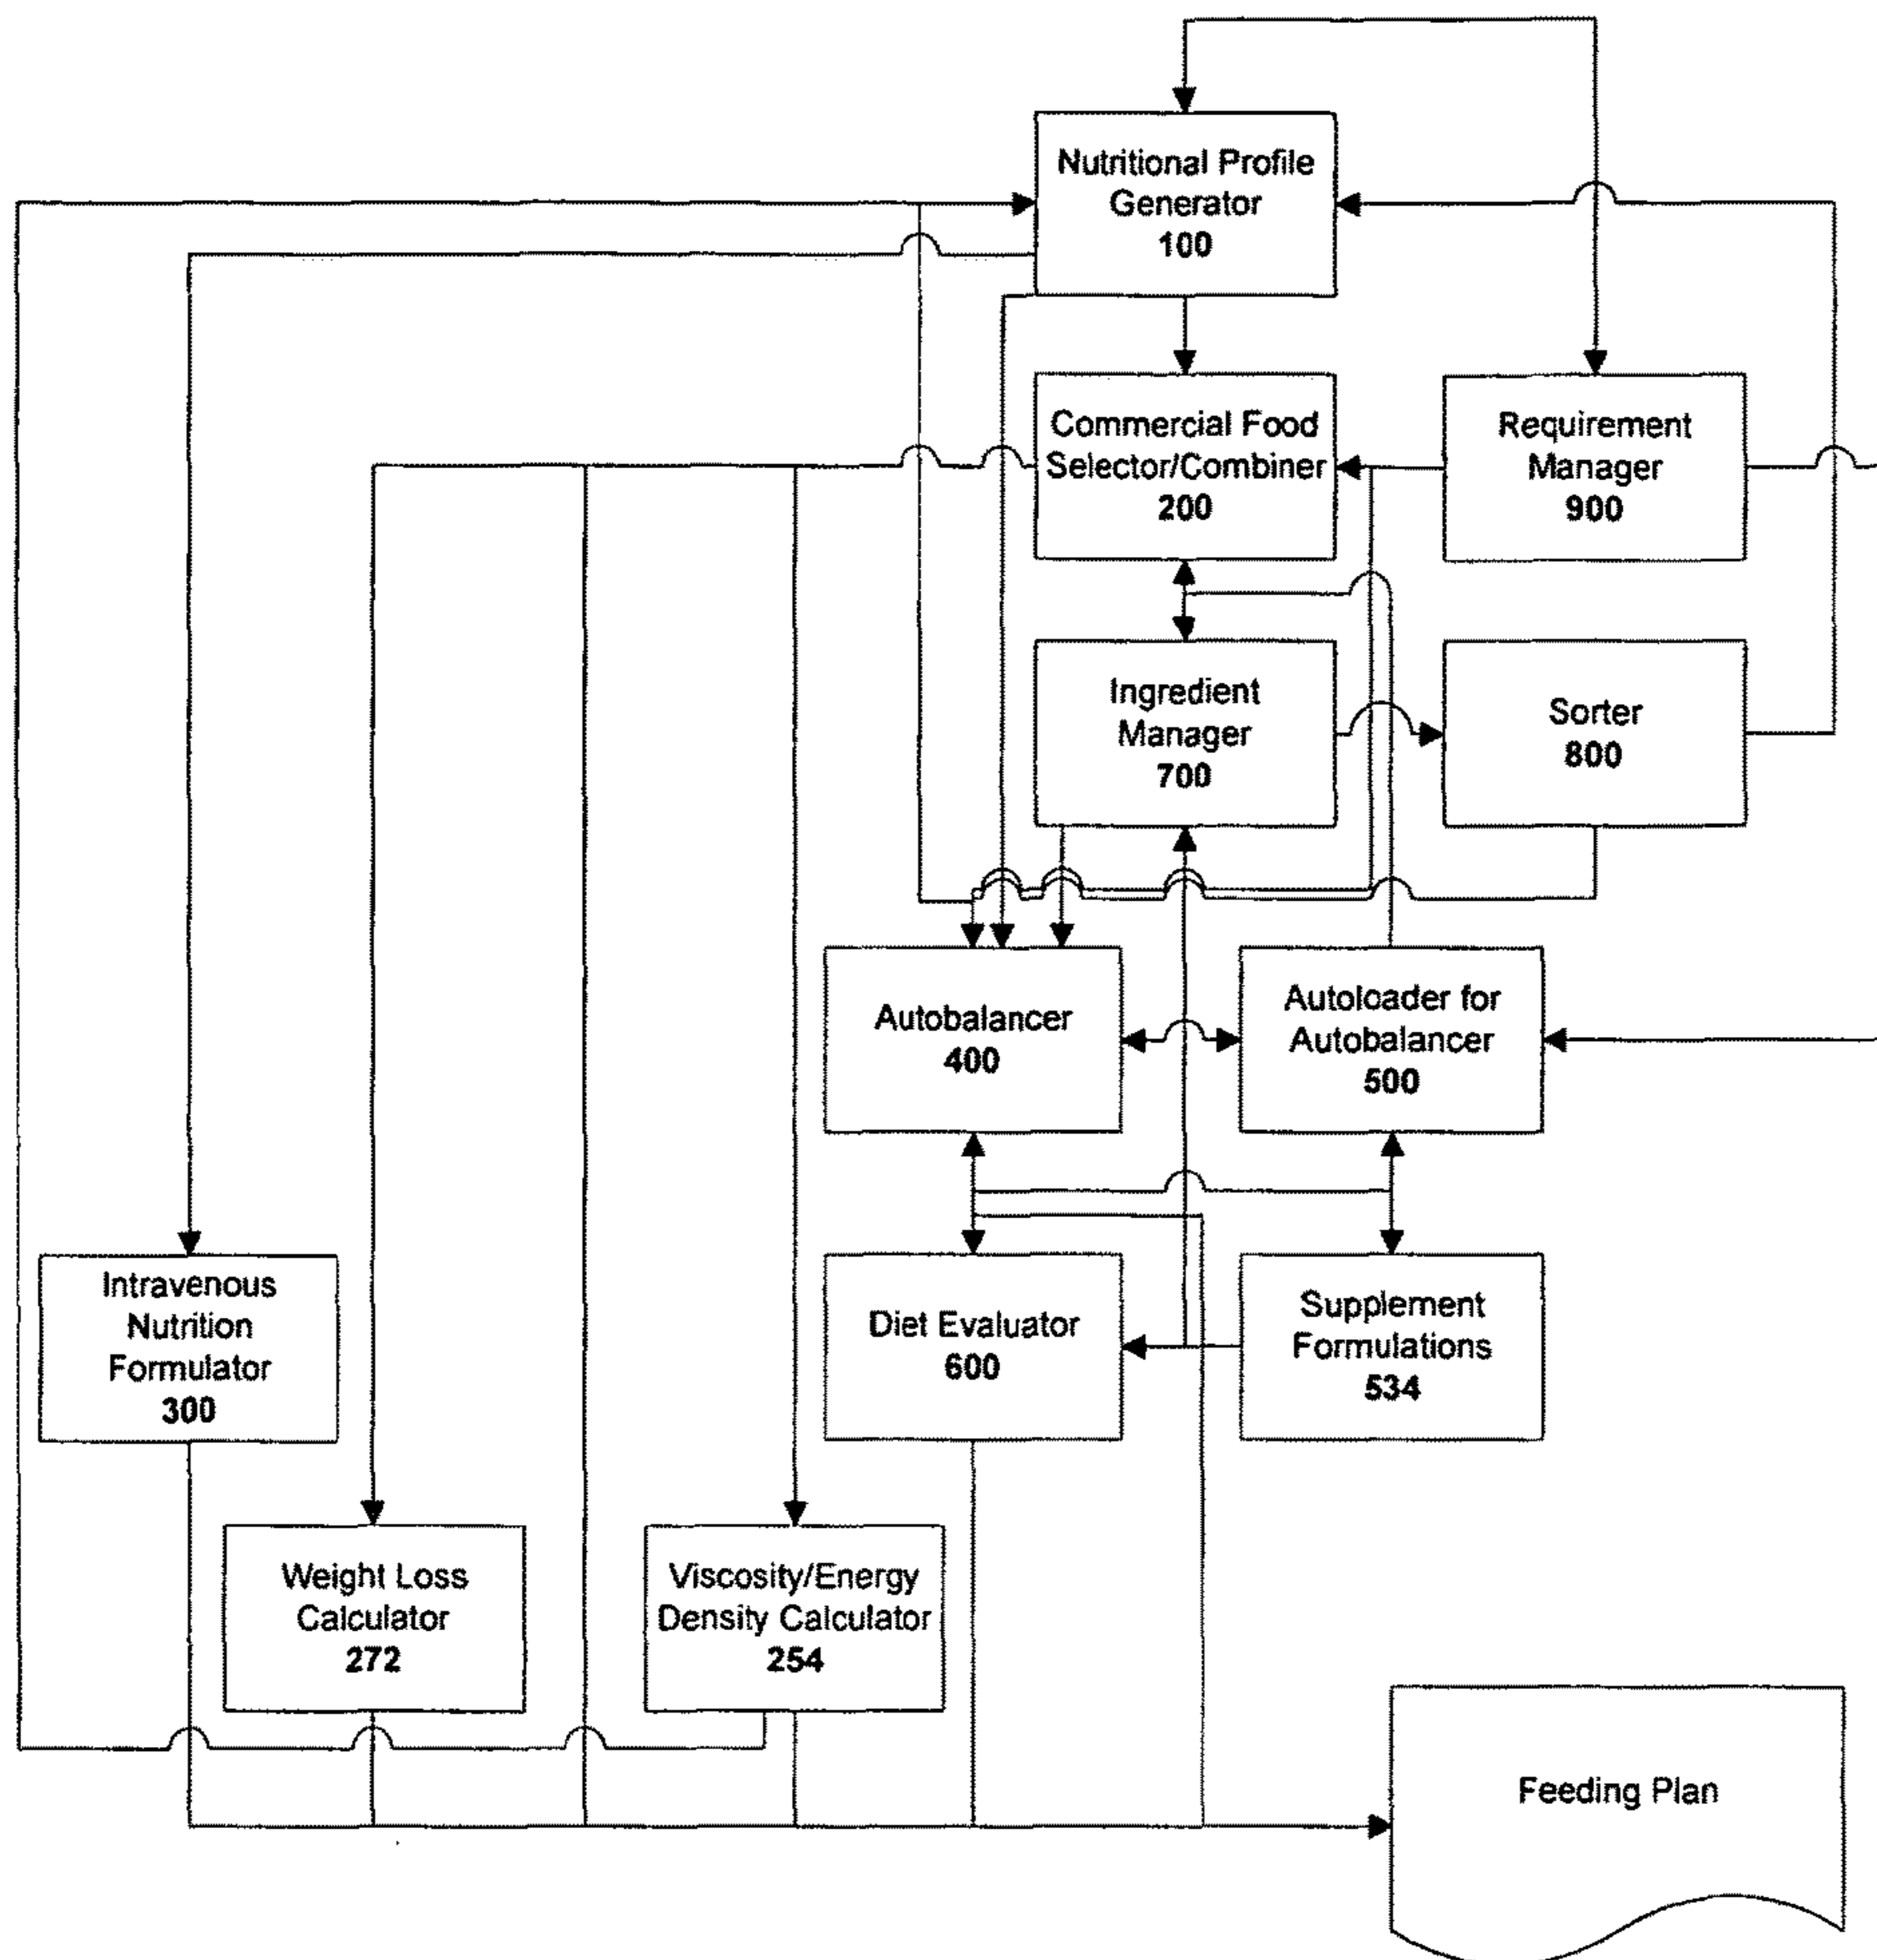 Nutritional Profile
Generator
100
Commercial Food
Selector/Combiner
200
Requirement
Manager
900
Ingredient
Manager
700
Sorter
800
Autobalancer
400
Autoloader for
Autobalancer
500
Intravenous
Nutrition
Formulator
300
Diet Evaluator
600
Supplement
Formulations
534
Weight Loss
Calculator
272
Viscosity/Energy
Density Calculator
254
Feeding Plan